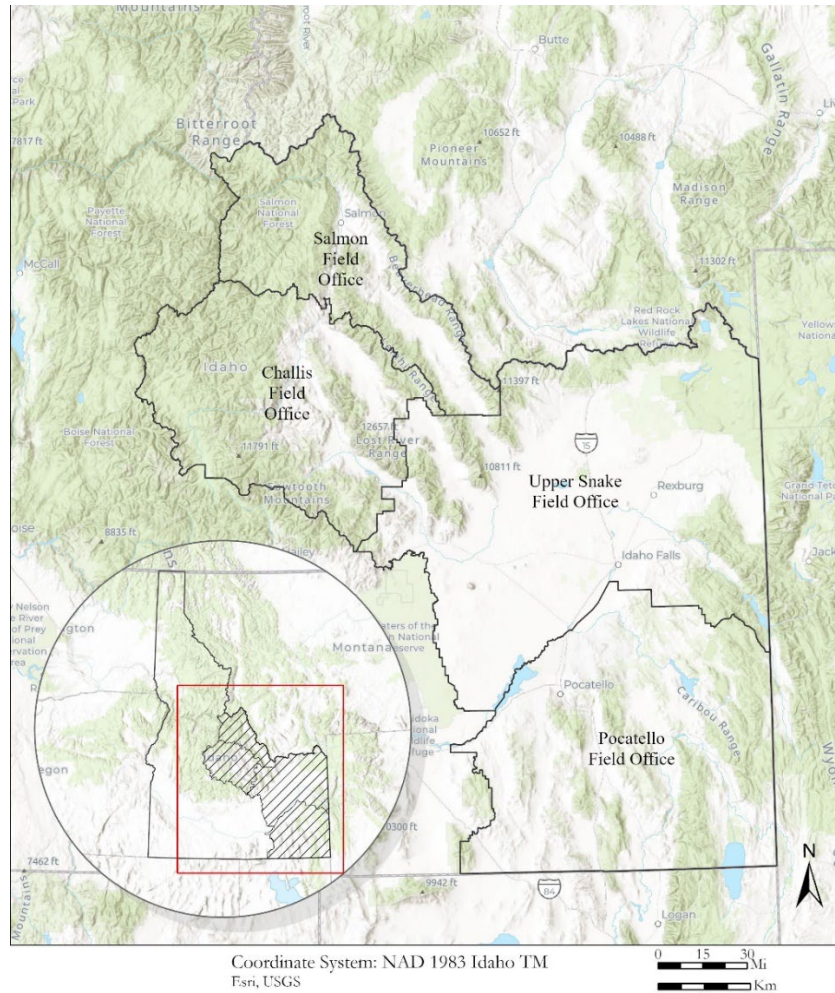 Mountains
Butte
Gallatin Range
Bitterroot
Range
10652 ft
10488 ft
7817 ft
Pioneer
Mountains
Madison
Range
Payette
National
Forest
Salmon
National
Forest
Salmon
McCall
Salmon
Field
Office
11302 ft
Red Rock
Lakes National
Wildlife
Idaho
Challis
Field
Office
11397 ft
12657 ft
Lost River
Range
Boise National
Forest
11791 ft
10811 ft
15
Upper Snake
Field Office
Rexburg
Sawtooth
Mountains
8835 ft
Idaho Falls
Pocatello
Caribou Range
Pocatello
Field Office
Montana
Idaho
7462 ft
9942 ft
84
Logan
N
Coordinate System: NAD 1983 Idaho TM
Esri, USGS
0 15 30
Mi
Km